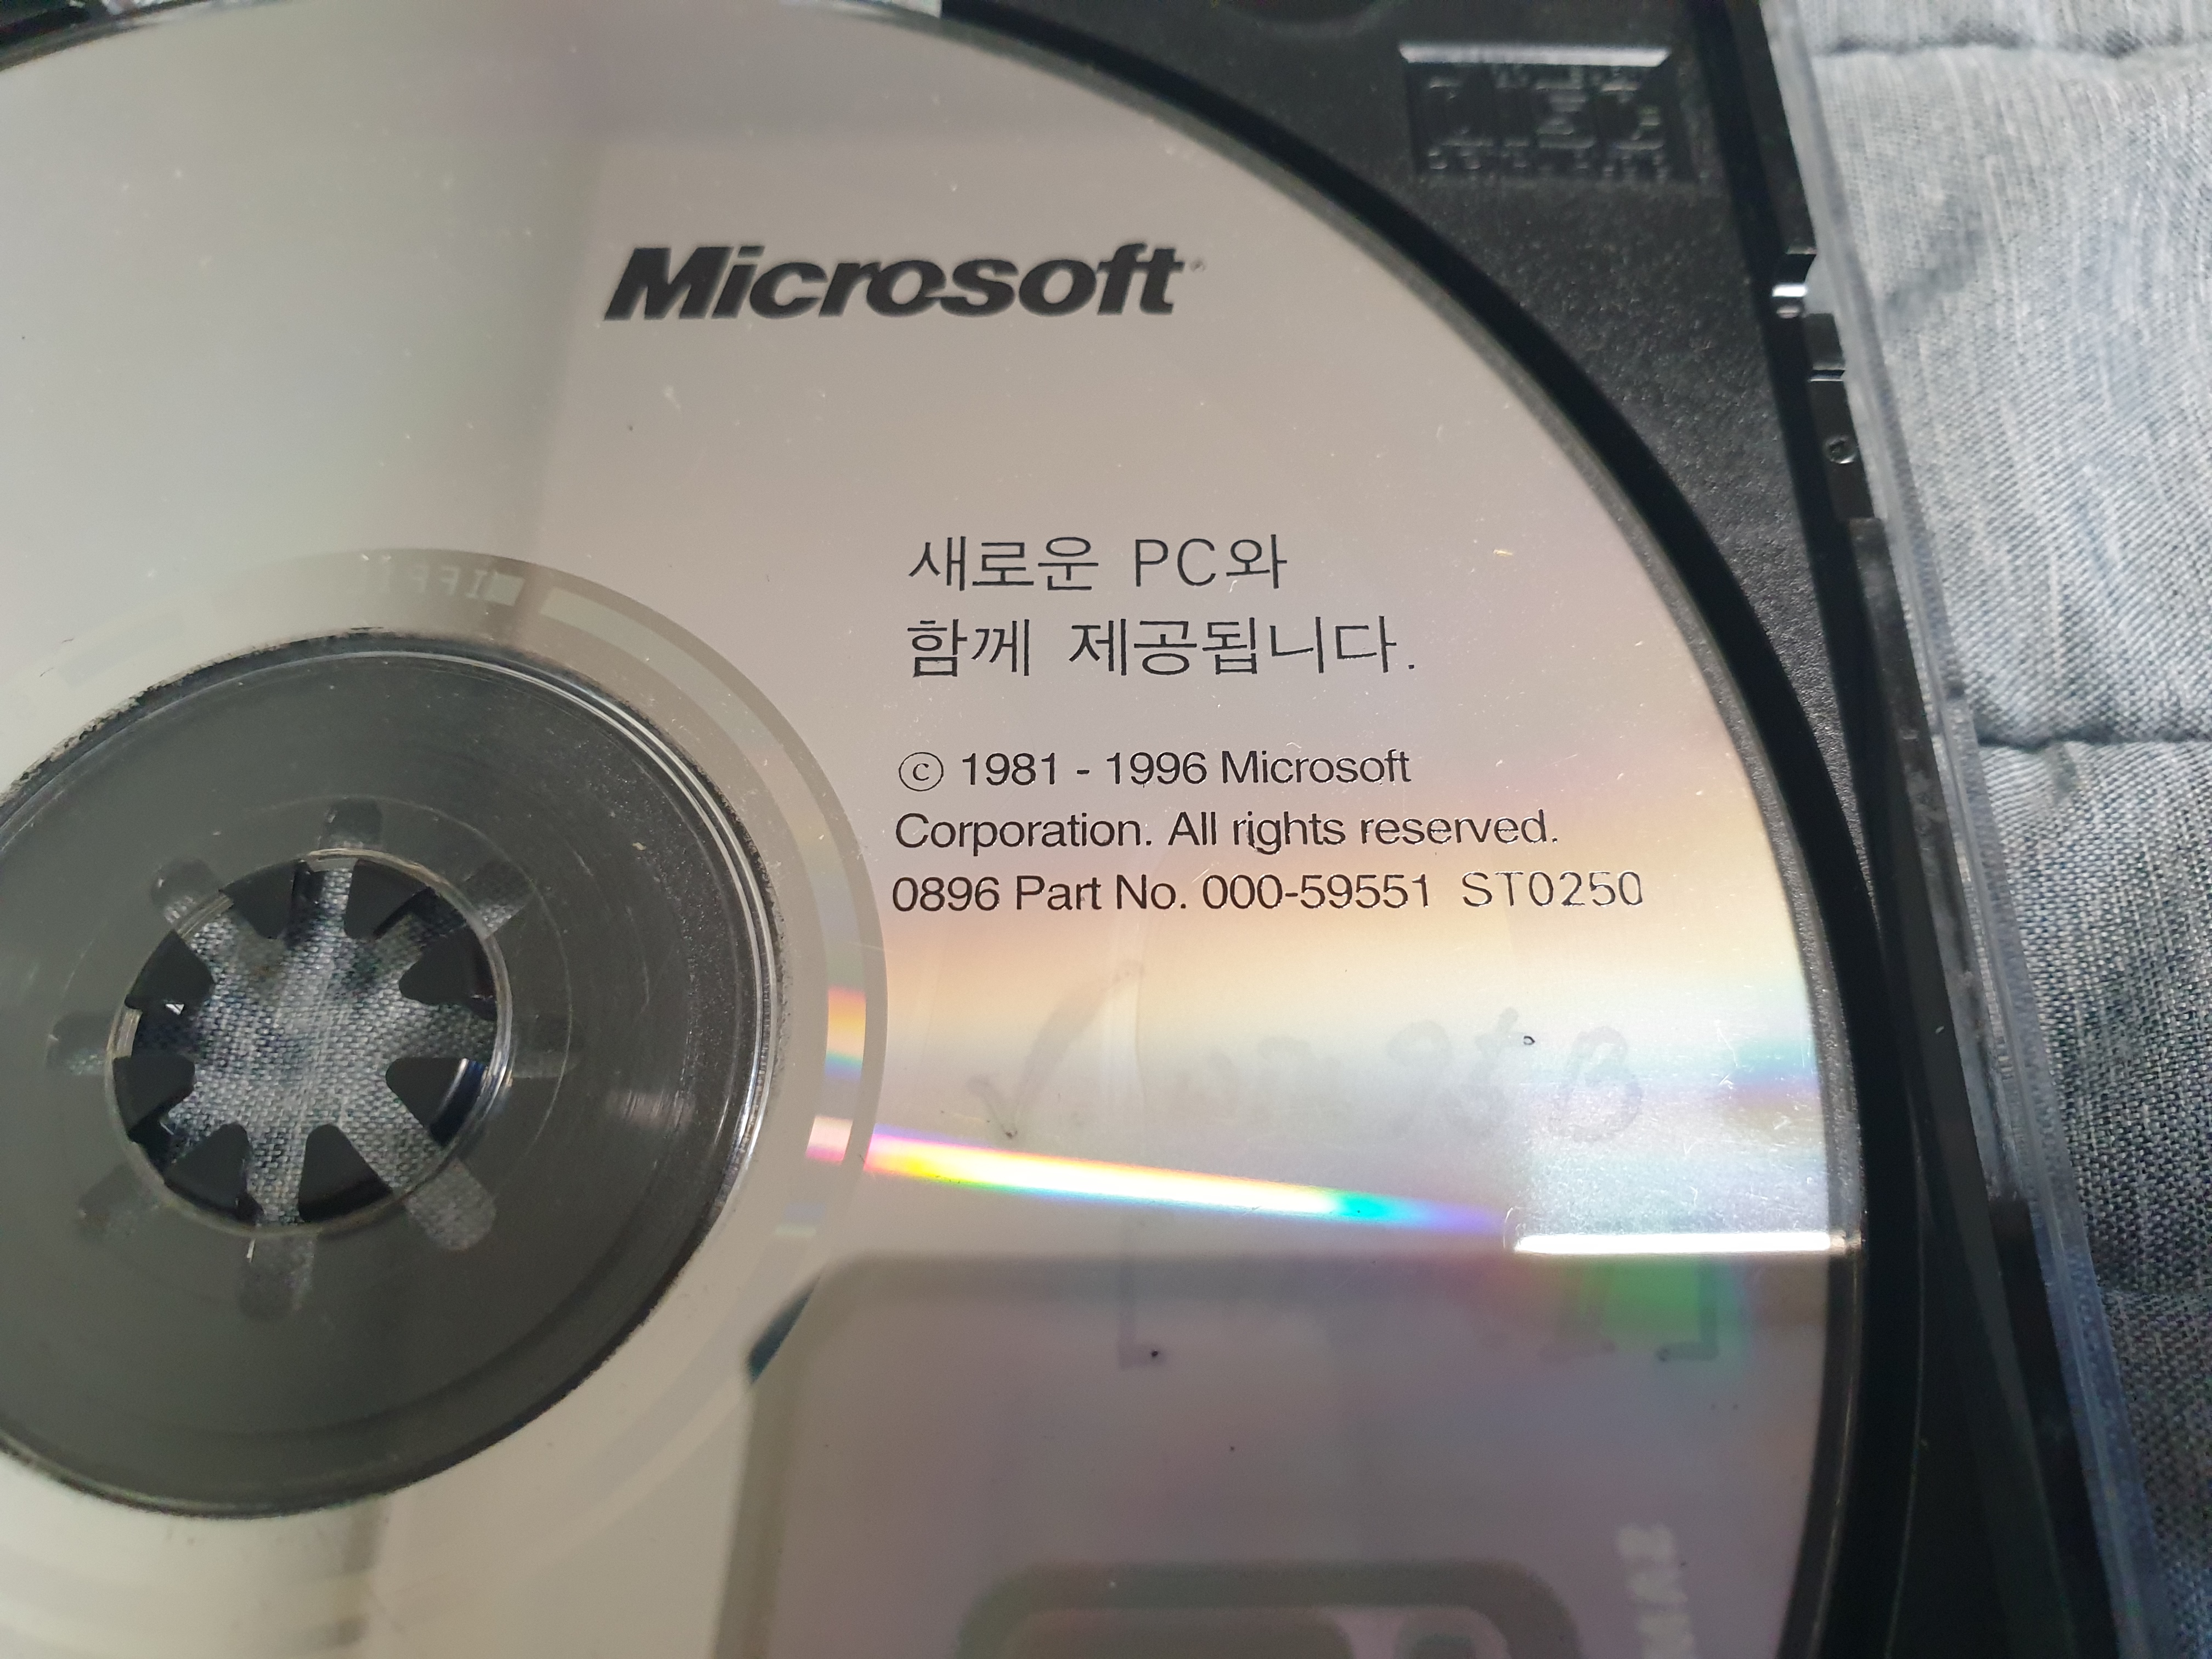 Microsoft
새로운 PC와
함께 제공됩니다.
ⓒ 1981 - 1996 Microsoft
Corporation. All rights reserved.
0896 Part No. 000-59551 ST0250